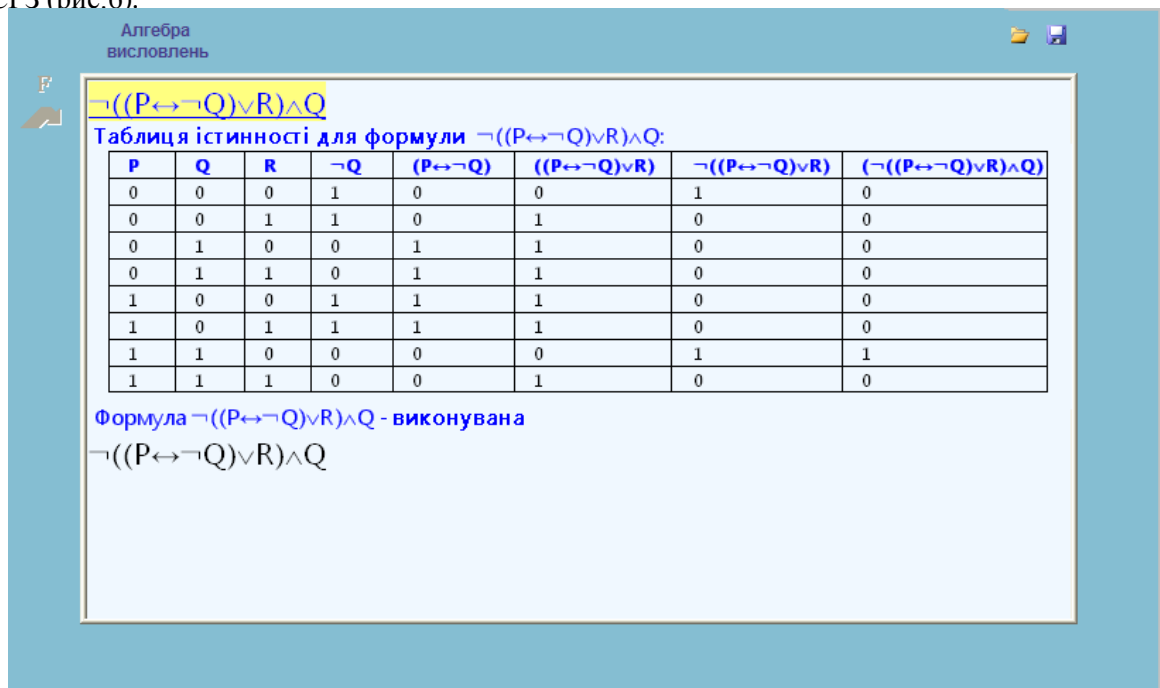 (рис.6).
Алгебра
висловлень
F
¬((P↔¬Q)∨R)∧Q
Таблиця істинності для формули ¬((P↔¬Q)∨R)∧Q:
P Q R ¬Q (P↔¬Q) ((P↔¬Q)∨R) ¬((P↔¬Q)∨R) (¬((P↔¬Q)∨R)∧Q)
0 0 0 1 0 0 1 0
0 0 1 1 0 1 0 0
0 1 0 0 1 1 0 0
0 1 1 0 1 1 0 0
1 0 0 1 1 1 0 0
1 0 1 1 1 1 0 0
1 1 0 0 0 0 1 1
1 1 1 0 0 1 0 0
Формула ¬((P↔¬Q)∨R)∧Q - виконувана
¬((P↔¬Q)∨R)∧Q